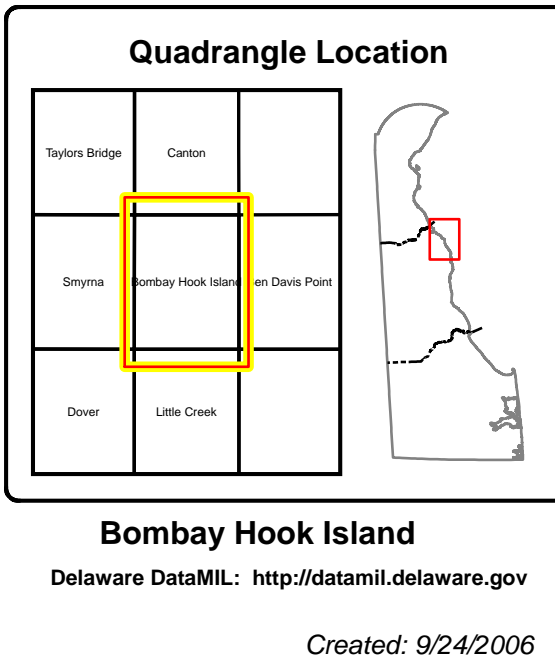 Quadrangle Location
Taylors Bridge
Canton
Smyrna
Bombay Hook Island
en Davis Point
Dover
Little Creek
Bombay Hook Island
Delaware DataMIL: http://datamil.delaware.gov
Created: 9/24/2006